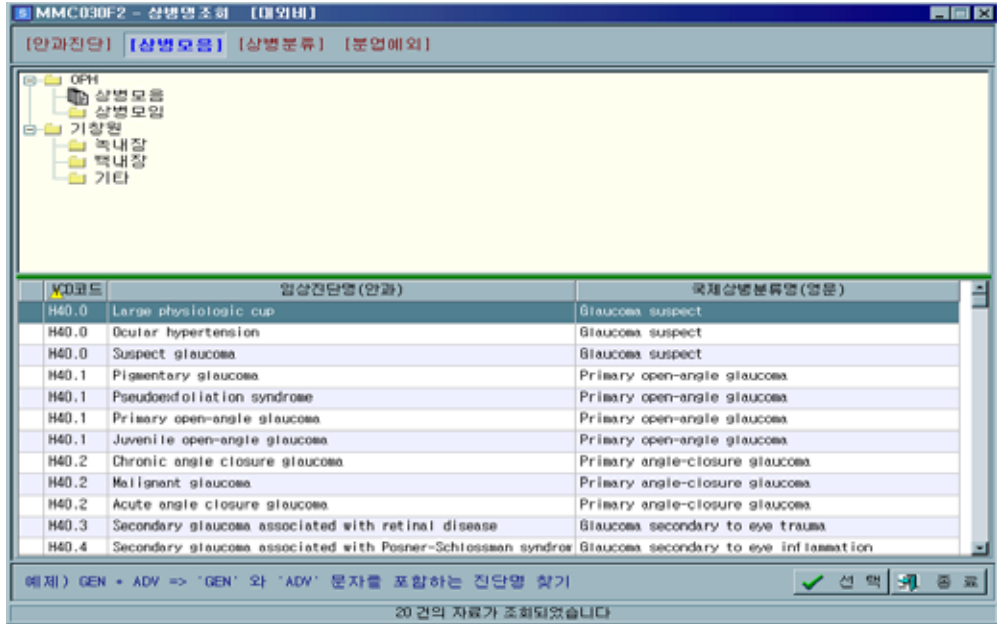 MMC030F2 - 상병명조회 [대외비]
[안과진단] [상병모음] [상병분류] [분업예외]
OPH
상병모음
상병모임
기창원
녹내장
백내장
기타
KCD코드 임상진단명(안과) 국제상병분류명(영문)
H40.0 Large physiologic cup Glaucoma suspect
H40.0 Ocular hypertension Glaucoma suspect
H40.0 Suspect glaucoma Glaucoma suspect
H40.1 Pigmentary glaucoma Primary open-angle glaucoma
H40.1 Pseudoexfoliation syndrome Primary open-angle glaucoma
H40.1 Primary open-angle glaucoma Primary open-angle glaucoma
H40.1 Juvenile open-angle glaucoma Primary open-angle glaucoma
H40.2 Chronic angle closure glaucoma Primary angle-closure glaucoma
H40.2 Malignant glaucoma Primary angle-closure glaucoma
H40.2 Acute angle closure glaucoma Primary angle-closure glaucoma
H40.3 Secondary glaucoma associated with retinal disease Glaucoma secondary to eye trauma
H40.4 Secondary glaucoma associated with Posner-Schlossman syndrom Glaucoma secondary to eye inflammation
예제) GEN + ADV => 'GEN' 와 'ADV' 문자를 포함하는 진단명 찾기
선 택 종 료
20 건의 자료가 조회되었습니다